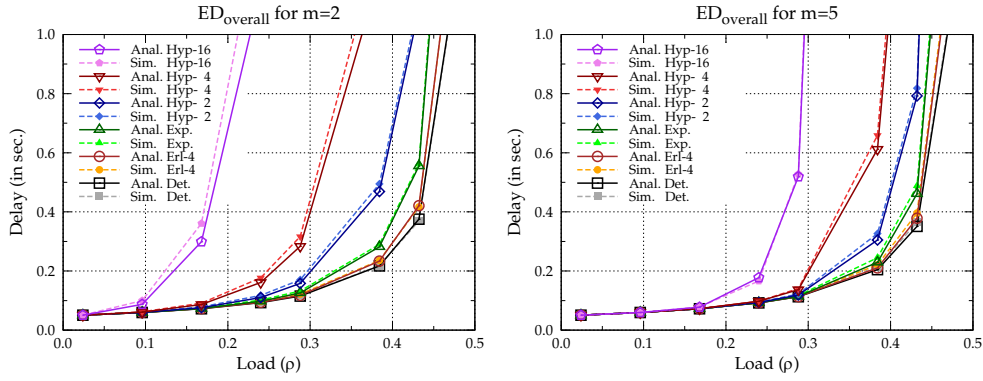 ED_overall for m=2
1.0
0.8
0.6
0.4
0.2
0.0
Delay (in sec.)
Anal. Hyp-16
Sim. Hyp-16
Anal. Hyp- 4
Sim. Hyp- 4
Anal. Hyp- 2
Sim. Hyp- 2
Anal. Exp.
Sim. Exp.
Anal. Erl-4
Sim. Erl-4
Anal. Det.
Sim. Det.
0.0 0.1 0.2 0.3 0.4 0.5
Load (ρ)
ED_overall for m=5
1.0
0.8
0.6
0.4
0.2
0.0
Delay (in sec.)
Anal. Hyp-16
Sim. Hyp-16
Anal. Hyp- 4
Sim. Hyp- 4
Anal. Hyp- 2
Sim. Hyp- 2
Anal. Exp.
Sim. Exp.
Anal. Erl-4
Sim. Erl-4
Anal. Det.
Sim. Det.
0.0 0.1 0.2 0.3 0.4 0.5
Load (ρ)